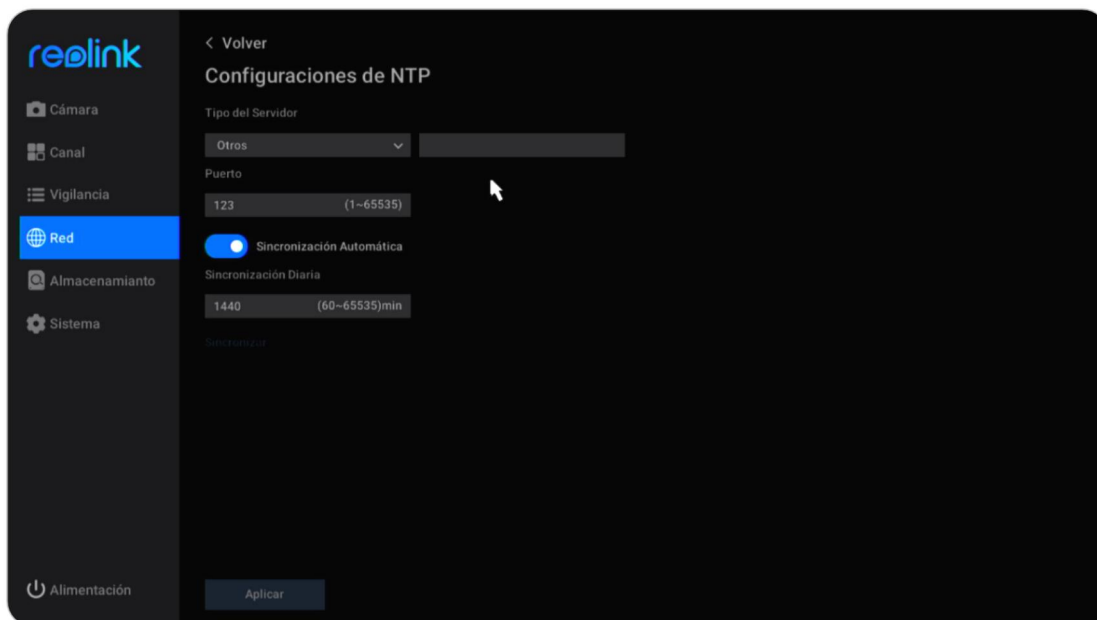 reolink
Cámara
Canal
Vigilancia
Red
Almacenamianto
Sistema
Alimentación
< Volver
Configuraciones de NTP
Tipo del Servidor
Otros
Puerto
123 (1~65535)
Sincronización Automática
Sincronización Diaria
1440 (60~65535)min
Sincronizar
Aplicar